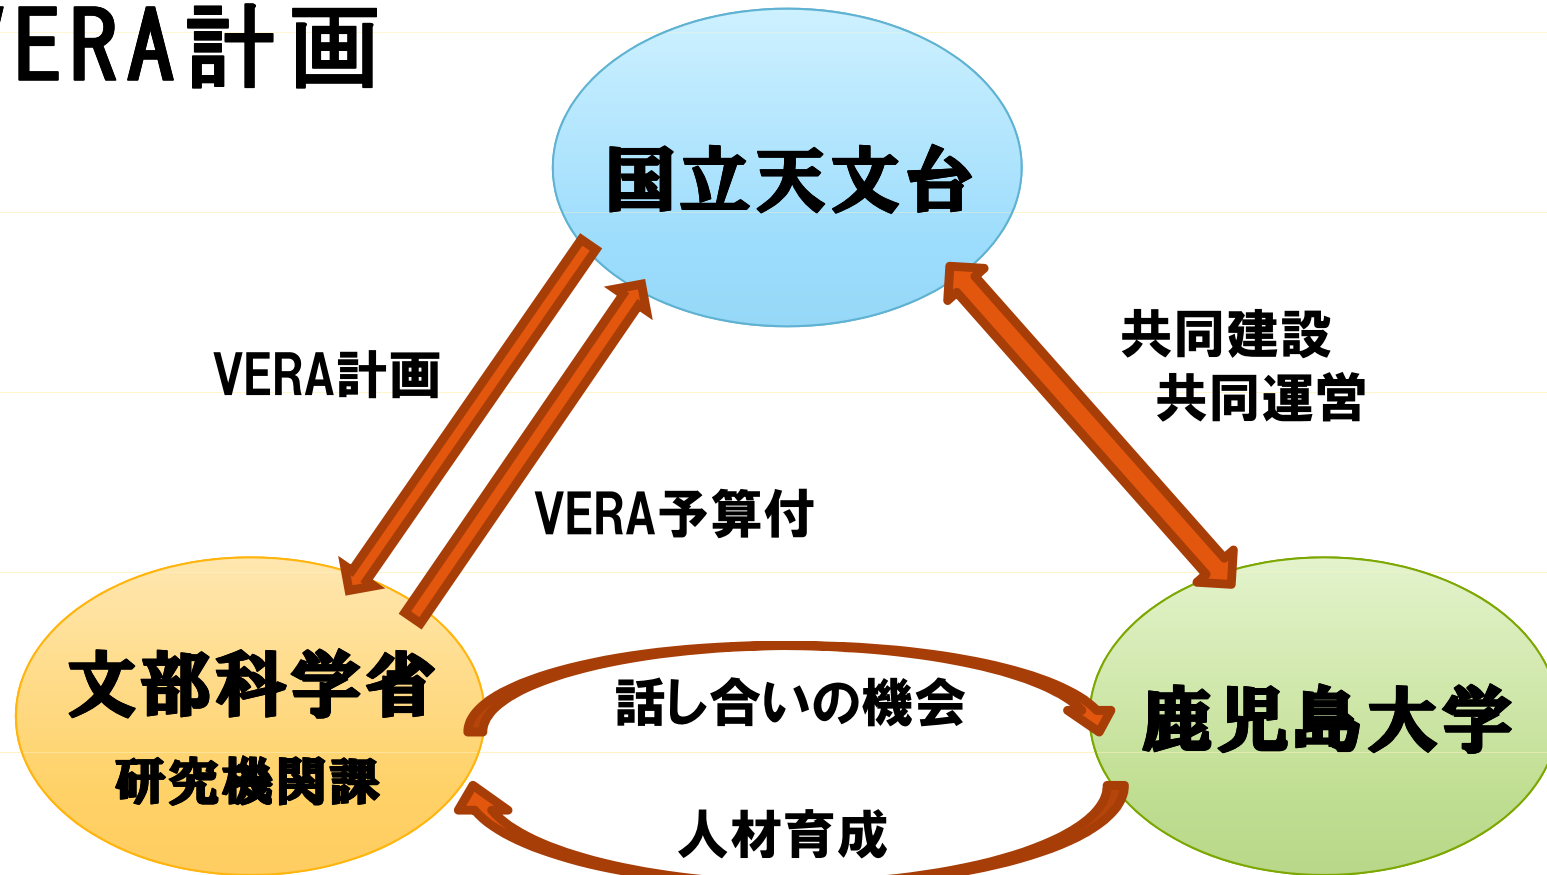 VERA計画
国立天文台
共同建設
共同運営
VERA計画
VERA予算付
文部科学省
研究機関課
話し合いの機会
鹿児島大学
人材育成